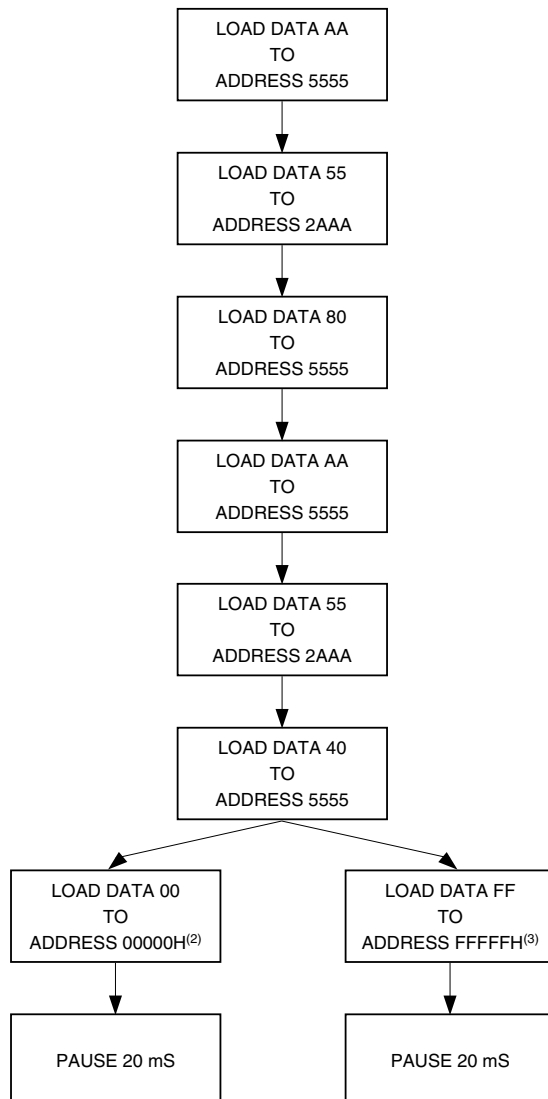 LOAD DATA AA
TO
ADDRESS 5555
LOAD DATA 55
TO
ADDRESS 2AAA
LOAD DATA 80
TO
ADDRESS 5555
LOAD DATA AA
TO
ADDRESS 5555
LOAD DATA 55
TO
ADDRESS 2AAA
LOAD DATA 40
TO
ADDRESS 5555
LOAD DATA 00
TO
ADDRESS 00000H(2)
LOAD DATA FF
TO
ADDRESS FFFFFH(3)
PAUSE 20 mS
PAUSE 20 mS